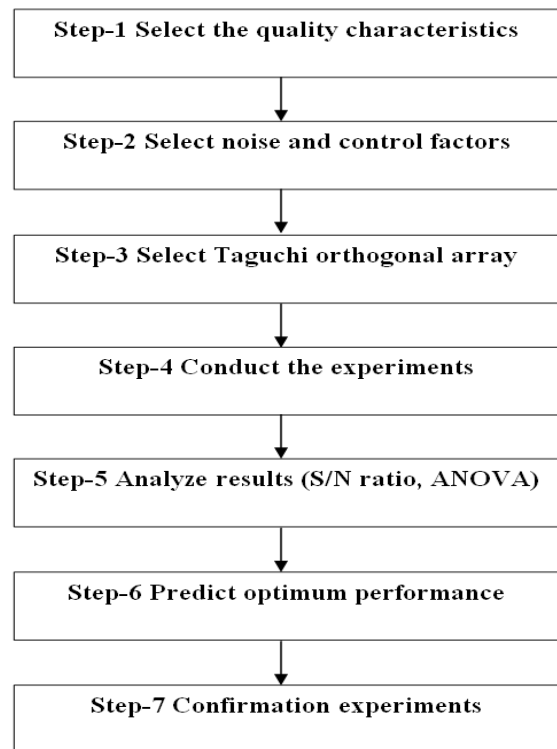 Step-1 Select the quality characteristics
Step-2 Select noise and control factors
Step-3 Select Taguchi orthogonal array
Step-4 Conduct the experiments
Step-5 Analyze results (S/N ratio, ANOVA)
Step-6 Predict optimum performance
Step-7 Confirmation experiments